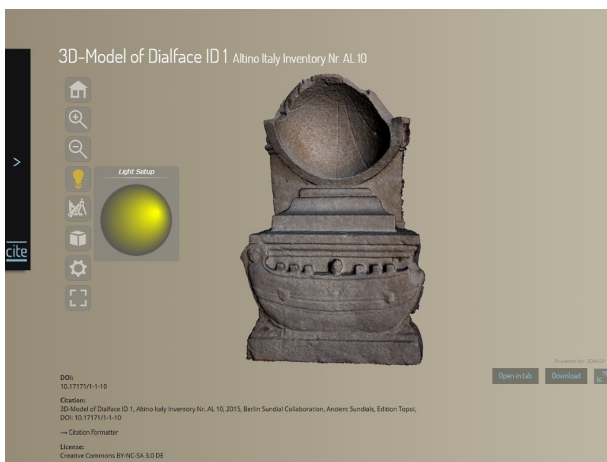 3D-Model of Dialface ID 1 Altino Italy Inventory Nr. AL 10
Light Setup
>
cite
Powered by: 3DHOP
Open in tab Download
DOI:
10.17171/1-1-10
Citation:
3D-Model of Dialface ID 1, Altino Italy Inventory Nr. AL 10, 2015, Berlin Sundial Collaboration, Ancient Sundials, Edition Topoi,
DOI: 10.17171/1-1-10
→ Citation Formatter
License:
Creative Commons BY-NC-SA 3.0 DE